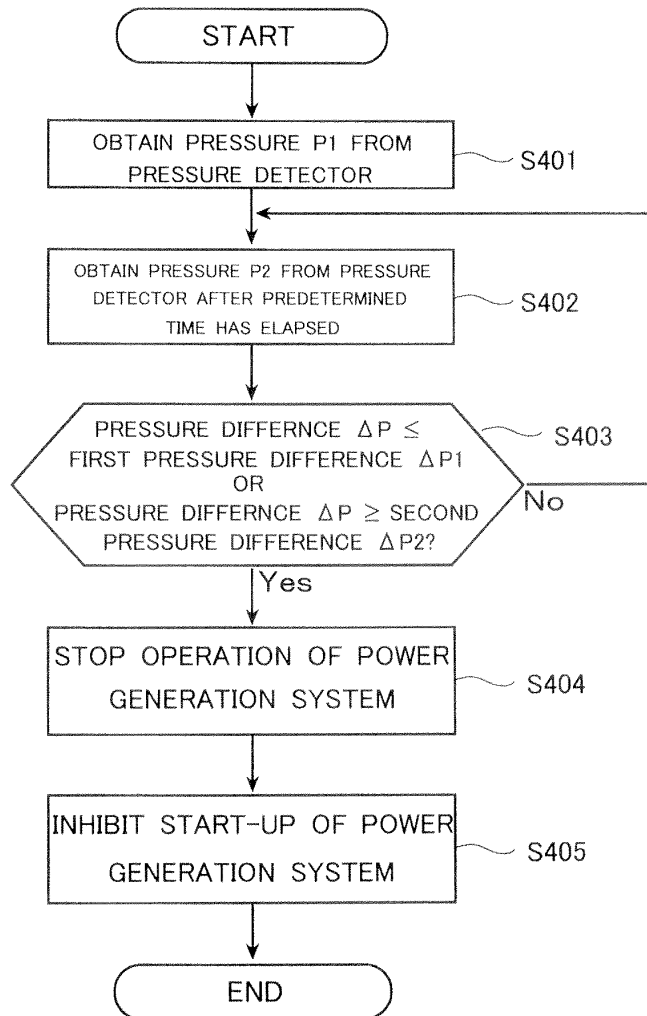 START
OBTAIN PRESSURE P1 FROM
PRESSURE DETECTOR
S401
OBTAIN PRESSURE P2 FROM PRESSURE
DETECTOR AFTER PREDETERMINED
TIME HAS ELAPSED
S402
PRESSURE DIFFERNCE ΔP ≤
FIRST PRESSURE DIFFERENCE ΔP1
OR
PRESSURE DIFFERNCE ΔP ≥ SECOND
PRESSURE DIFFERENCE ΔP2?
S403
No
Yes
STOP OPERATION OF POWER
GENERATION SYSTEM
S404
INHIBIT START-UP OF POWER
GENERATION SYSTEM
S405
END